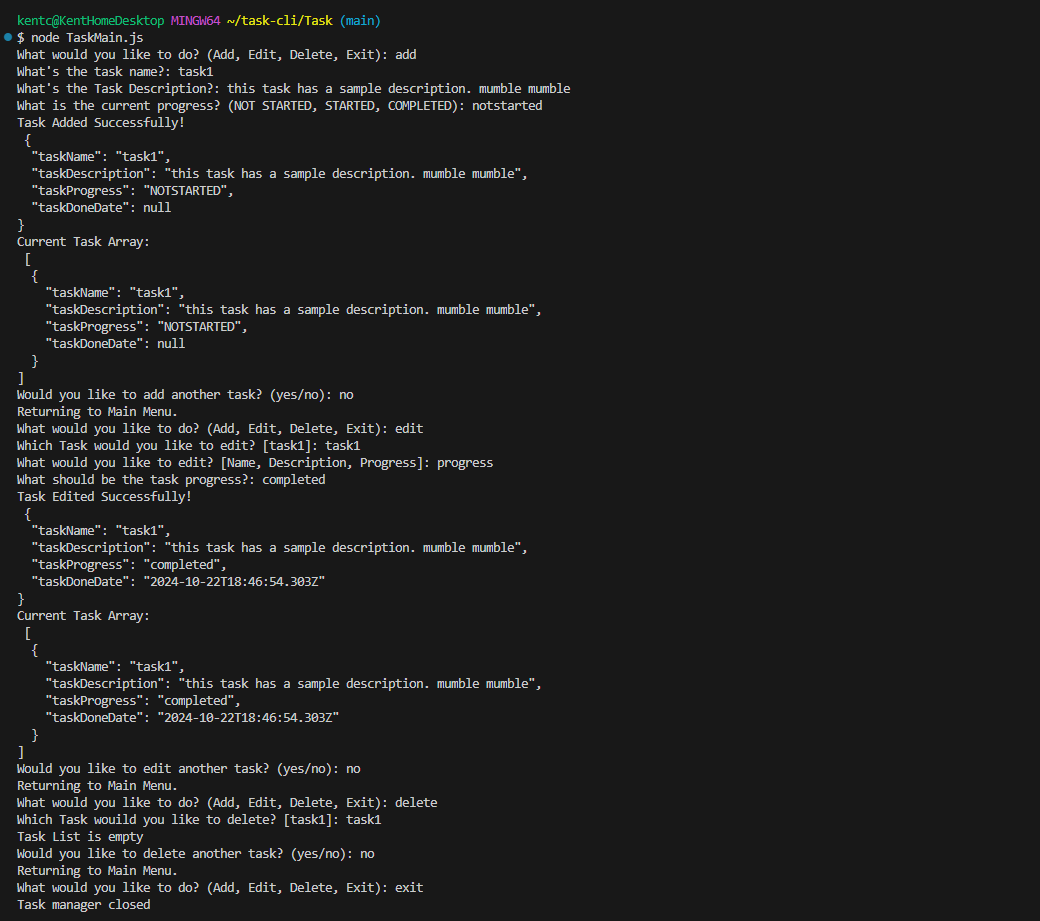 kentc@KentHomeDesktop MINGW64 ~/task-cli/Task (main)
$ node TaskMain.js
What would you like to do? (Add, Edit, Delete, Exit): add
What's the task name?: task1
What's the Task Description?: this task has a sample description. mumble mumble
What is the current progress? (NOT STARTED, STARTED, COMPLETED): notstarted
Task Added Successfully!
 {
  "taskName": "task1",
  "taskDescription": "this task has a sample description. mumble mumble",
  "taskProgress": "NOTSTARTED",
  "taskDoneDate": null
}
Current Task Array:
 [
  {
    "taskName": "task1",
    "taskDescription": "this task has a sample description. mumble mumble",
    "taskProgress": "NOTSTARTED",
    "taskDoneDate": null
  }
]
Would you like to add another task? (yes/no): no
Returning to Main Menu.
What would you like to do? (Add, Edit, Delete, Exit): edit
Which Task would you like to edit? [task1]: task1
What would you like to edit? [Name, Description, Progress]: progress
What should be the task progress?: completed
Task Edited Successfully!
 {
  "taskName": "task1",
  "taskDescription": "this task has a sample description. mumble mumble",
  "taskProgress": "completed",
  "taskDoneDate": "2024-10-22T18:46:54.303Z"
}
Current Task Array:
 [
  {
    "taskName": "task1",
    "taskDescription": "this task has a sample description. mumble mumble",
    "taskProgress": "completed",
    "taskDoneDate": "2024-10-22T18:46:54.303Z"
  }
]
Would you like to edit another task? (yes/no): no
Returning to Main Menu.
What would you like to do? (Add, Edit, Delete, Exit): delete
Which Task wouild you like to delete? [task1]: task1
Task List is empty
Would you like to delete another task? (yes/no): no
Returning to Main Menu.
What would you like to do? (Add, Edit, Delete, Exit): exit
Task manager closed